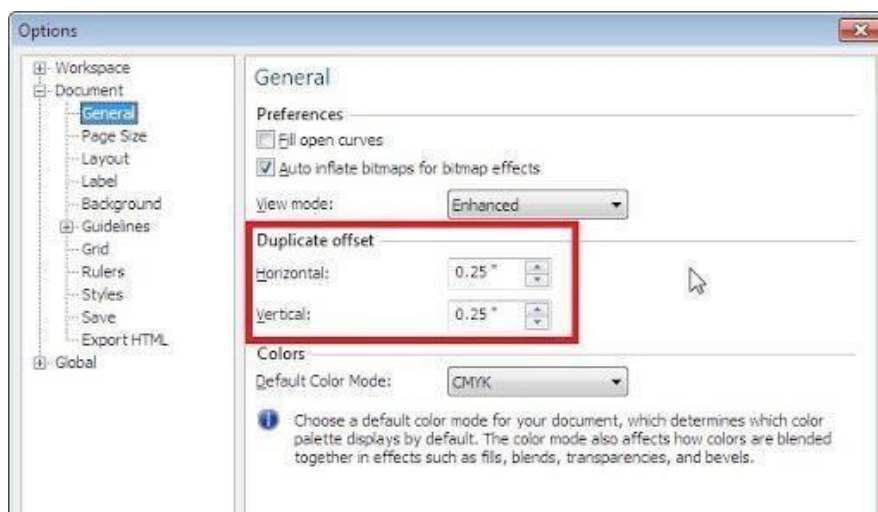 Options
Workspace
Document
General
Page Size
Layout
Label
Background
Guidelines
Grid
Rulers
Styles
Save
Export HTML
Global
General
Preferences
Fill open curves
Auto inflate bitmaps for bitmap effects
View mode: Enhanced
Duplicate offset
Horizontal: 0.25 "
Vertical: 0.25 "
Colors
Default Color Mode: CMYK
Choose a default color mode for your document, which determines which color
palette displays by default. The color mode also affects how colors are blended
together in effects such as fills, blends, transparencies, and bevels.